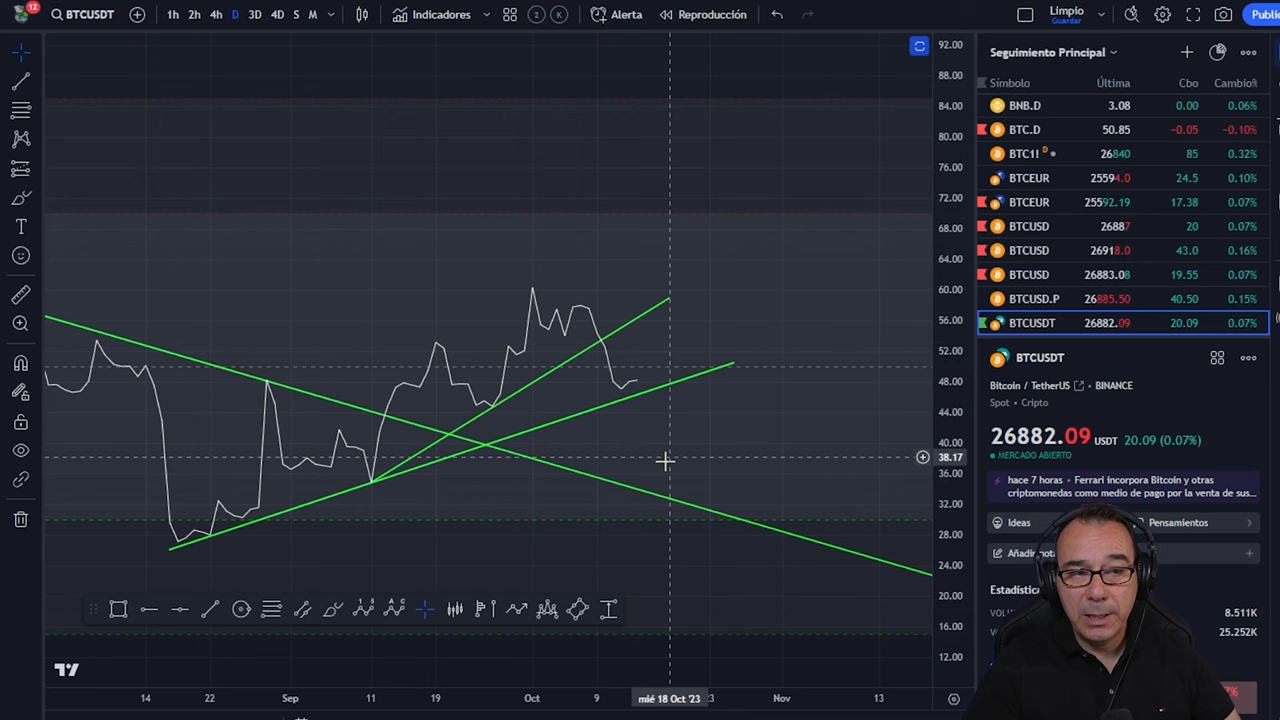 12
BTCUSDT
1h 2h 4h D 3D 4D S M
Indicadores
2 K
Alerta
Reproducción
Limpio
Guardar
Public
92.00
88.00
84.00
80.00
76.00
72.00
68.00
64.00
60.00
56.00
52.00
48.00
44.00
40.00
38.17
36.00
32.00
28.00
24.00
20.00
16.00
12.00
14 22 Sep 11 19 Oct 9 mié 18 Oct '23 3 Nov 13
Seguimiento Principal
Símbolo Última Cbo Cambio%
BNB.D 3.08 0.00 0.06%
BTC.D 50.85 −0.05 −0.10%
BTC1! D 26840 85 0.32%
BTCEUR 25594.0 24.5 0.10%
BTCEUR 25592.19 17.38 0.07%
BTCUSD 26887 20 0.07%
BTCUSD 26918.0 43.0 0.16%
BTCUSD 26883.08 19.55 0.07%
BTCUSD.P 26885.50 40.50 0.15%
BTCUSDT 26882.09 20.09 0.07%
BTCUSDT
Bitcoin / TetherUS BINANCE
Spot • Cripto
26882.09 USDT 20.09 (0.07%)
MERCADO ABIERTO
hace 7 horas • Ferrari incorpora Bitcoin y otras
criptomonedas como medio de pago por la venta de sus...
Ideas Pensamientos
Añadir
Estadística
8.511K
25.252K